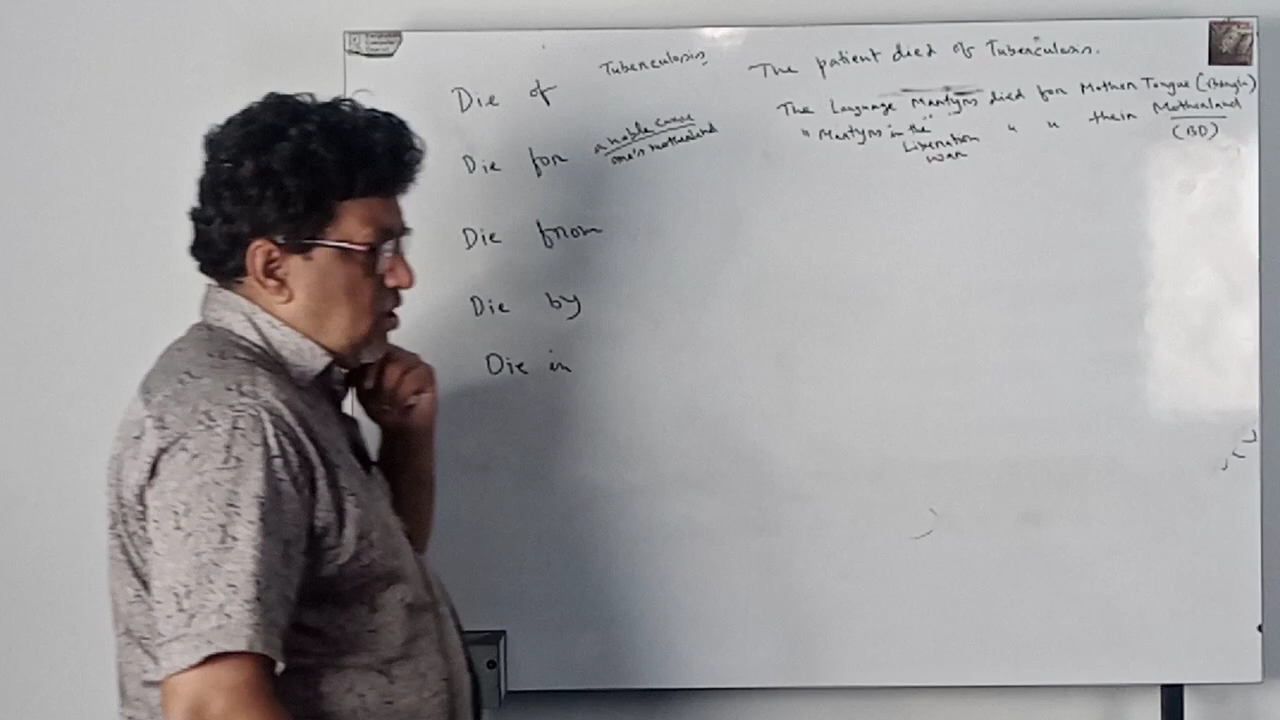 Die of Tuberculosis, The patient died of Tuberculosis.
Die for a noble cause
one's motherland
The Language Martyrs died for Mother Tongue (Bangla)
" Martyrs in the " " their Motherland
Liberation (BD)
war
Die from
Die by
Die in